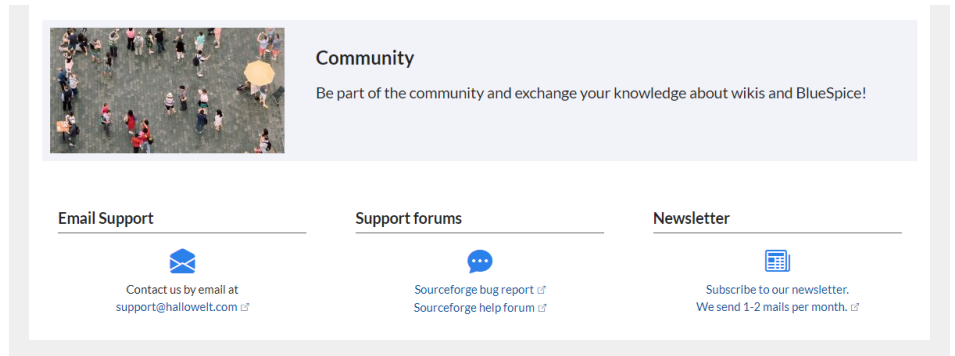 Community
Be part of the community and exchange your knowledge about wikis and BlueSpice!
Email Support
Contact us by email at
support@hallowelt.com
Support forums
Sourceforge bug report
Sourceforge help forum
Newsletter
Subscribe to our newsletter.
We send 1-2 mails per month.